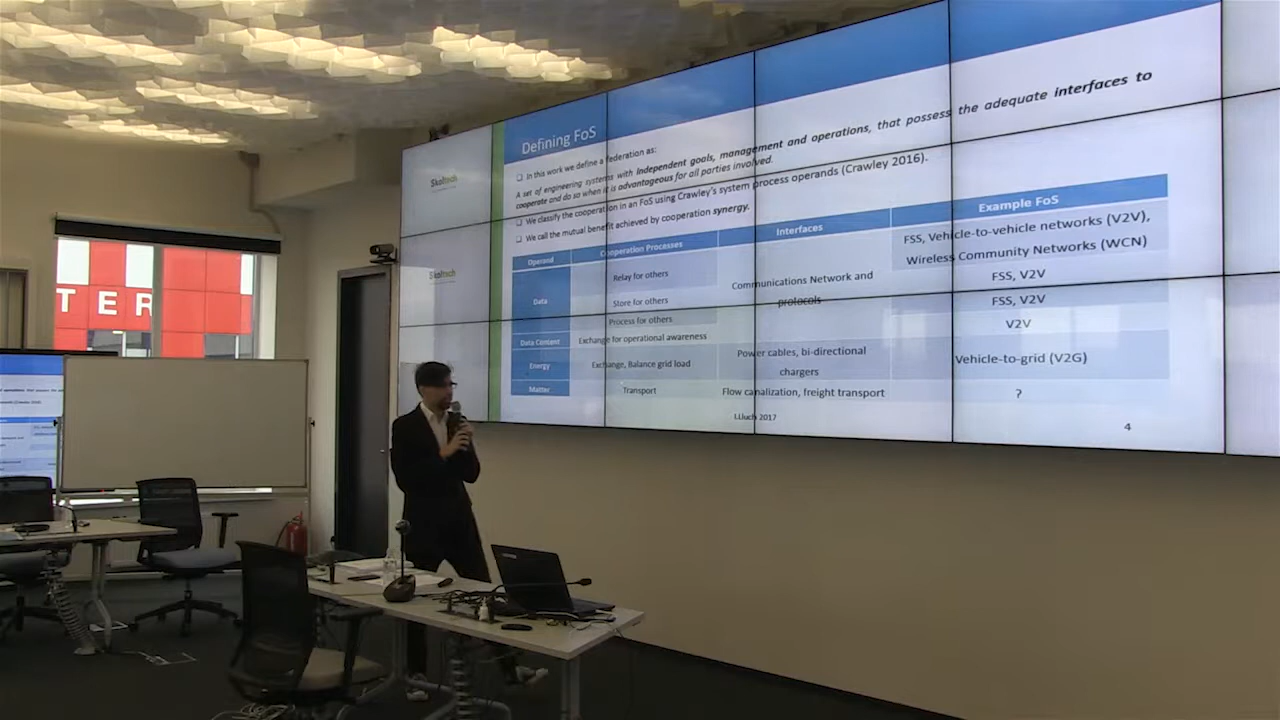 Defining FoS
Skoltech
❑ In this work we define a federation as:
A set of engineering systems with Independent goals, management and operations, that possess the adequate interfaces to
cooperate and do so when it is advantageous for all parties involved.
❑ We classify the cooperation in an FoS using Crawley's system process operands (Crawley 2016).
❑ We call the mutual benefit achieved by cooperation synergy.
Operand Cooperation Processes Interfaces Example FoS
Data Relay for others Communications Network and protocols FSS, Vehicle-to-vehicle networks (V2V),
Wireless Community Networks (WCN)
FSS, V2V
Store for others FSS, V2V
Process for others V2V
Data Content Exchange for operational awareness
Energy Exchange, Balance grid load Power cables, bi-directional chargers Vehicle-to-grid (V2G)
Matter Transport Flow canalization, freight transport ?
I.Lluch 2017
4
Skoltech
TER